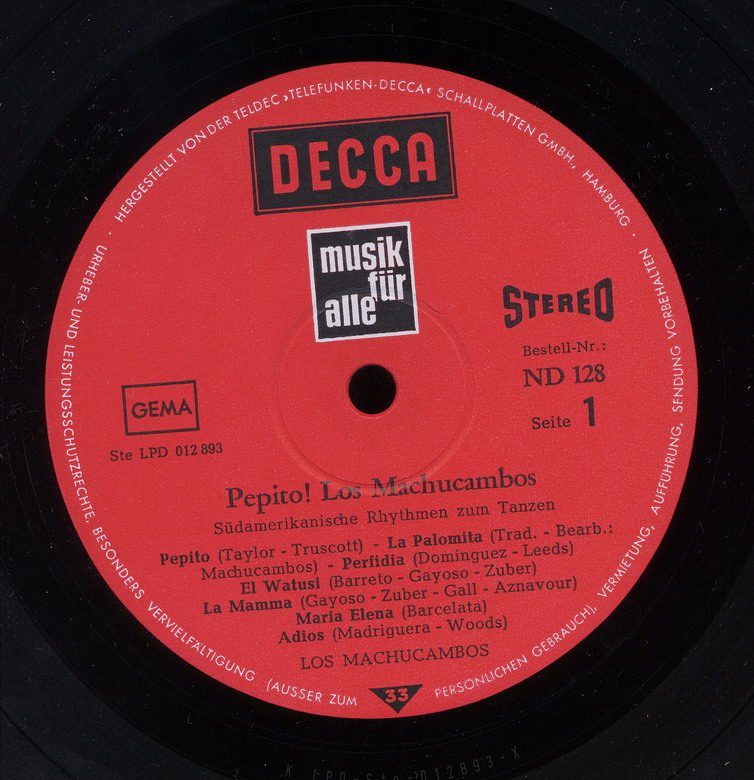 HERGESTELLT VON DER TELDEC »TELEFUNKEN-DECCA« SCHALLPLATTEN GMBH., HAMBURG ·
URHEBER- UND LEISTUNGSSCHUTZRECHTE, BESONDERS VERVIELFÄLTIGUNG (AUSSER ZUM PERSÖNLICHEN GEBRAUCH), VERMIETUNG, AUFFÜHRUNG, SENDUNG VORBEHALTEN ·
DECCA
musik
für
alle
STEREO
Bestell-Nr.:
ND 128
Seite 1
GEMA
Ste LPD 012 893
Pepito! Los Machucambos
Südamerikanische Rhythmen zum Tanzen
Pepito (Taylor - Truscott) - La Palomita (Trad. - Bearb.:
Machucambos) - Perfidia (Dominguez - Leeds)
El Watusi (Barreto - Gayoso - Zuber)
La Mamma (Gayoso - Zuber - Gall - Aznavour)
Maria Elena (Barcelata)
Adios (Madriguera - Woods)
LOS MACHUCAMBOS
33
012893-X